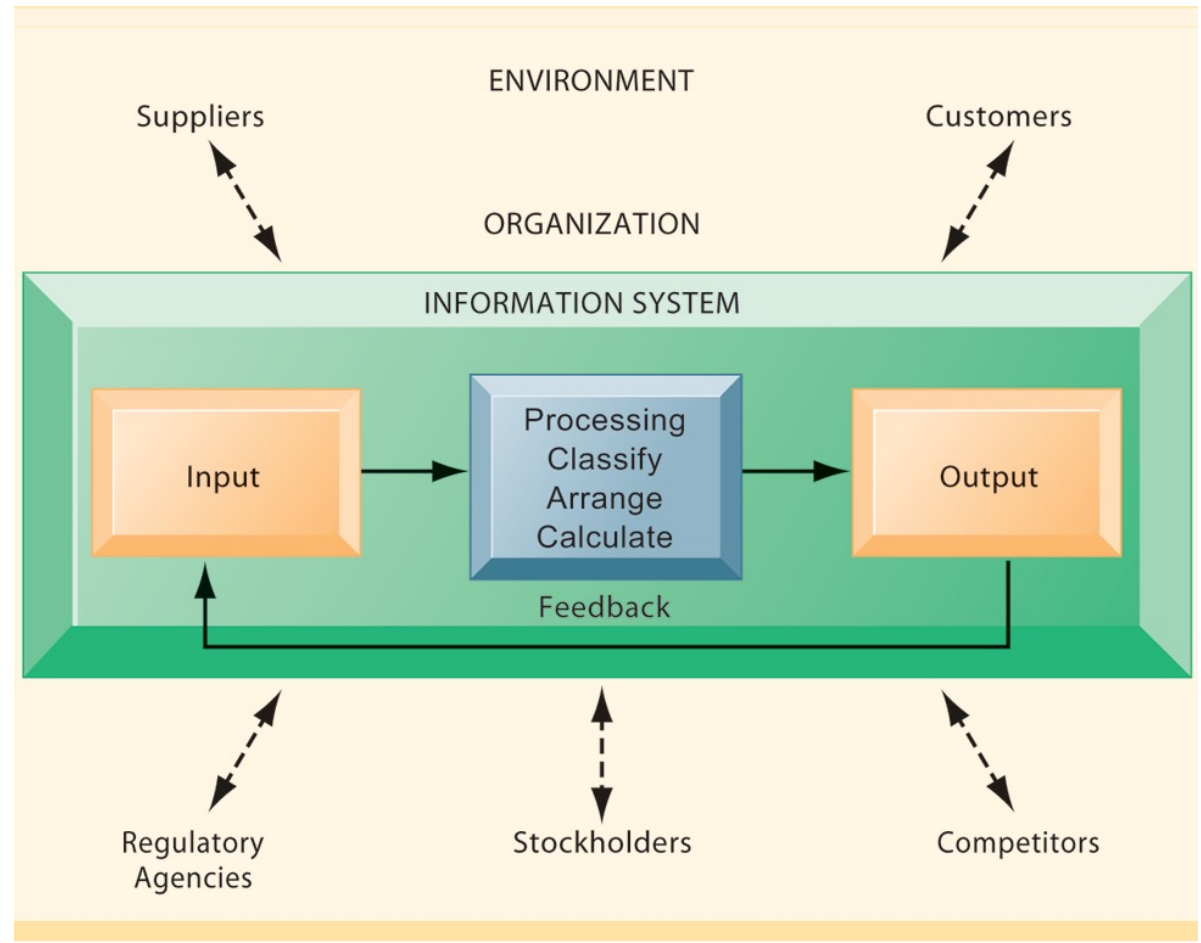 ENVIRONMENT
Suppliers
Customers
ORGANIZATION
INFORMATION SYSTEM
Input
Processing
Classify
Arrange
Calculate
Output
Feedback
Regulatory
Agencies
Stockholders
Competitors